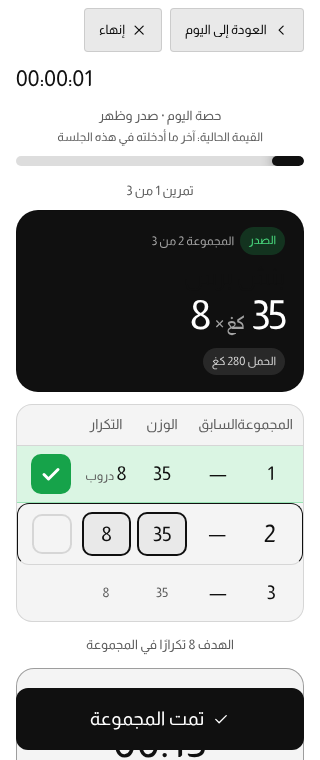 العودة إلى اليوم
إنهاء
00:00:01
حصة اليوم · صدر وظهر
القيمة الحالية: آخر ما أدخلته في هذه الجلسة
تمرين 1 من 3
الصدر المجموعة 2 من 3
35 كغ × 8
الحمل 280 كغ
المجموعة السابق الوزن التكرار
1 — 35 8 دروب
2 — 35 8
3 — 35 8
الهدف 8 تكرارًا في المجموعة
تمت المجموعة